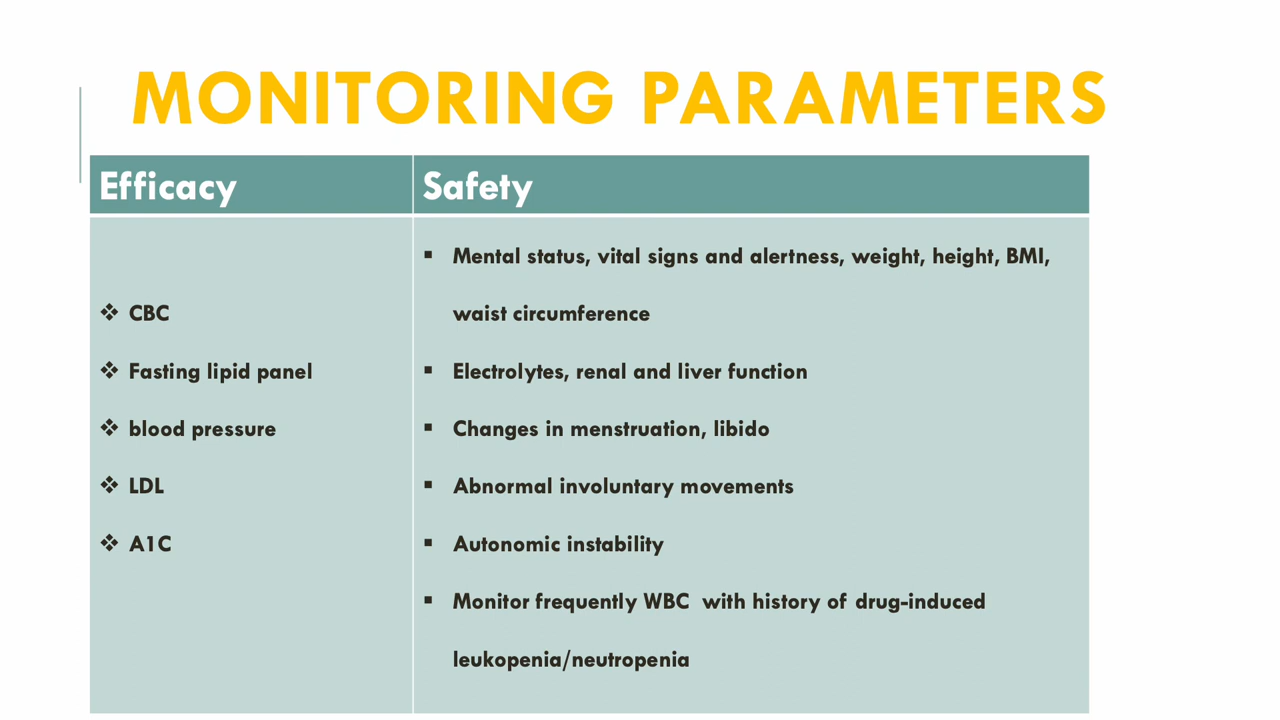 MONITORING PARAMETERS
Efficacy
Safety
❖ CBC
❖ Fasting lipid panel
❖ blood pressure
❖ LDL
❖ A1C
▪ Mental status, vital signs and alertness, weight, height, BMI,
waist circumference
▪ Electrolytes, renal and liver function
▪ Changes in menstruation, libido
▪ Abnormal involuntary movements
▪ Autonomic instability
▪ Monitor frequently WBC with history of drug-induced
leukopenia/neutropenia